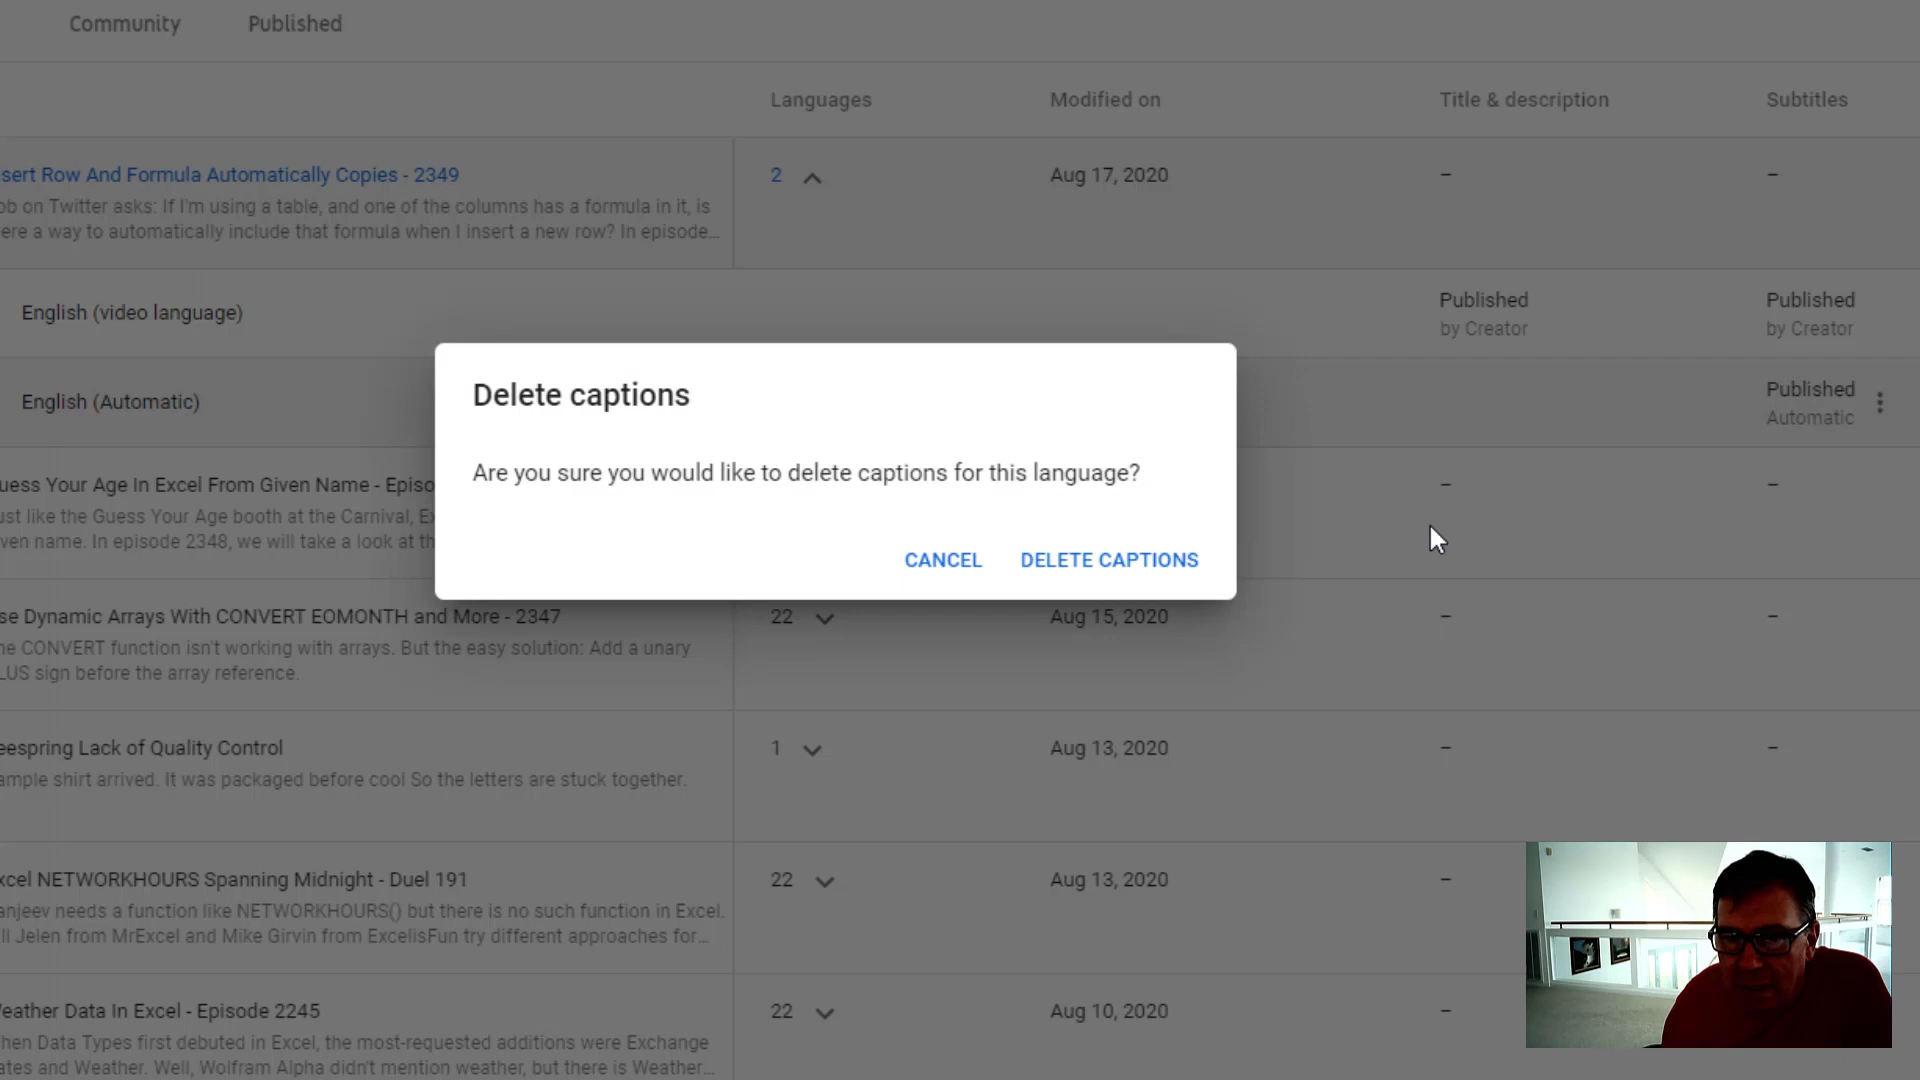 Community Published
Languages Modified on Title & description Subtitles
sert Row And Formula Automatically Copies - 2349 2 Aug 17, 2020 – –
ob on Twitter asks: If I'm using a table, and one of the columns has a formula in it, is
ere a way to automatically include that formula when I insert a new row? In episode...
English (video language) Published Published
by Creator by Creator
English (Automatic) Published
Automatic
Delete captions
Are you sure you would like to delete captions for this language?
CANCEL DELETE CAPTIONS
uess Your Age In Excel From Given Name - Episo – –
ust like the Guess Your Age booth at the Carnival, Ex
ven name. In episode 2348, we will take a look at th
se Dynamic Arrays With CONVERT EOMONTH and More - 2347 22 Aug 15, 2020 – –
he CONVERT function isn't working with arrays. But the easy solution: Add a unary
LUS sign before the array reference.
eespring Lack of Quality Control 1 Aug 13, 2020 – –
ample shirt arrived. It was packaged before cool So the letters are stuck together.
xcel NETWORKHOURS Spanning Midnight - Duel 191 22 Aug 13, 2020 –
anjeev needs a function like NETWORKHOURS() but there is no such function in Excel.
ll Jelen from MrExcel and Mike Girvin from ExcelisFun try different approaches for...
eather Data In Excel - Episode 2245 22 Aug 10, 2020 –
hen Data Types first debuted in Excel, the most-requested additions were Exchange
ates and Weather. Well, Wolfram Alpha didn't mention weather, but there is Weather...